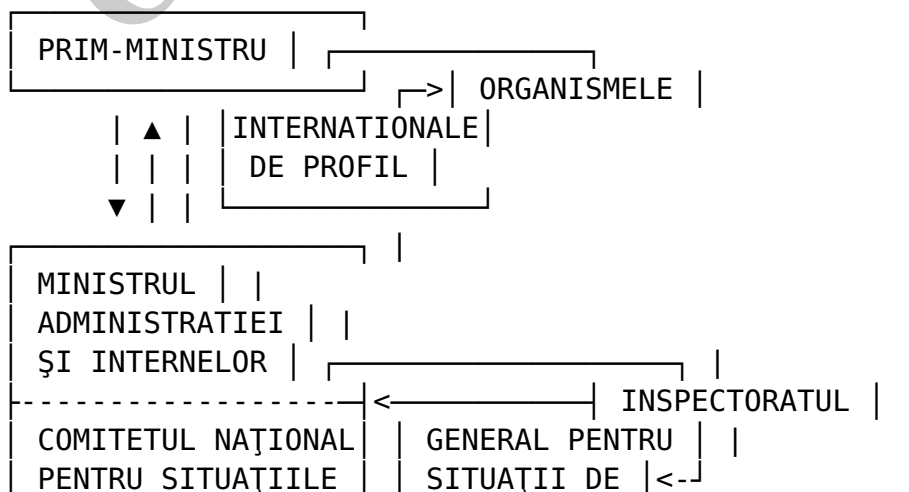 PRIM-MINISTRU
ORGANISMELE
INTERNATIONALE
DE PROFIL
MINISTRUL
ADMINISTRATIEI
ŞI INTERNELOR
INSPECTORATUL
COMITETUL NAŢIONAL GENERAL PENTRU
PENTRU SITUAŢIILE SITUAŢII DE